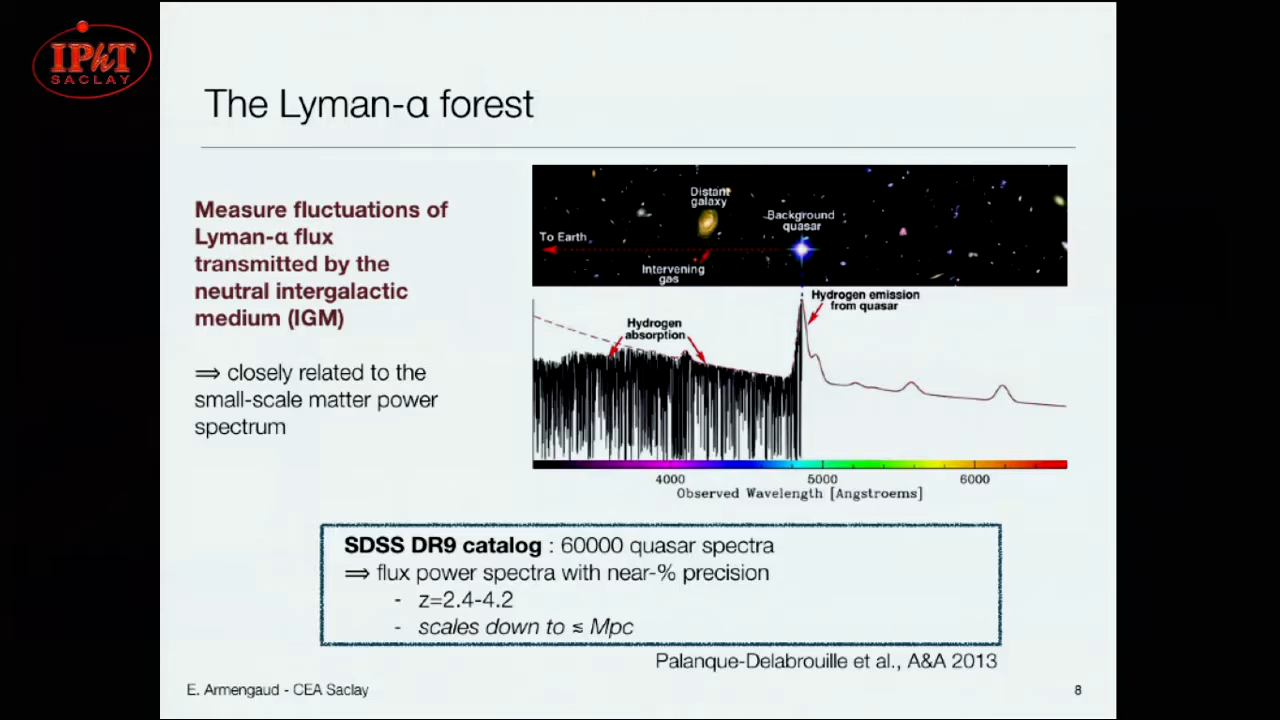 IPhT
SACLAY
The Lyman-α forest
Measure fluctuations of
Lyman-α flux
transmitted by the
neutral intergalactic
medium (IGM)
⟹ closely related to the
small-scale matter power
spectrum
Distant
galaxy
Background
quasar
To Earth
Intervening
gas
Hydrogen emission
from quasar
Hydrogen
absorption
4000 5000 6000
Observed Wavelength [Angstroems]
SDSS DR9 catalog : 60000 quasar spectra
⟹ flux power spectra with near-% precision
- z=2.4-4.2
- scales down to ≲ Mpc
Palanque-Delabrouille et al., A&A 2013
E. Armengaud - CEA Saclay
8